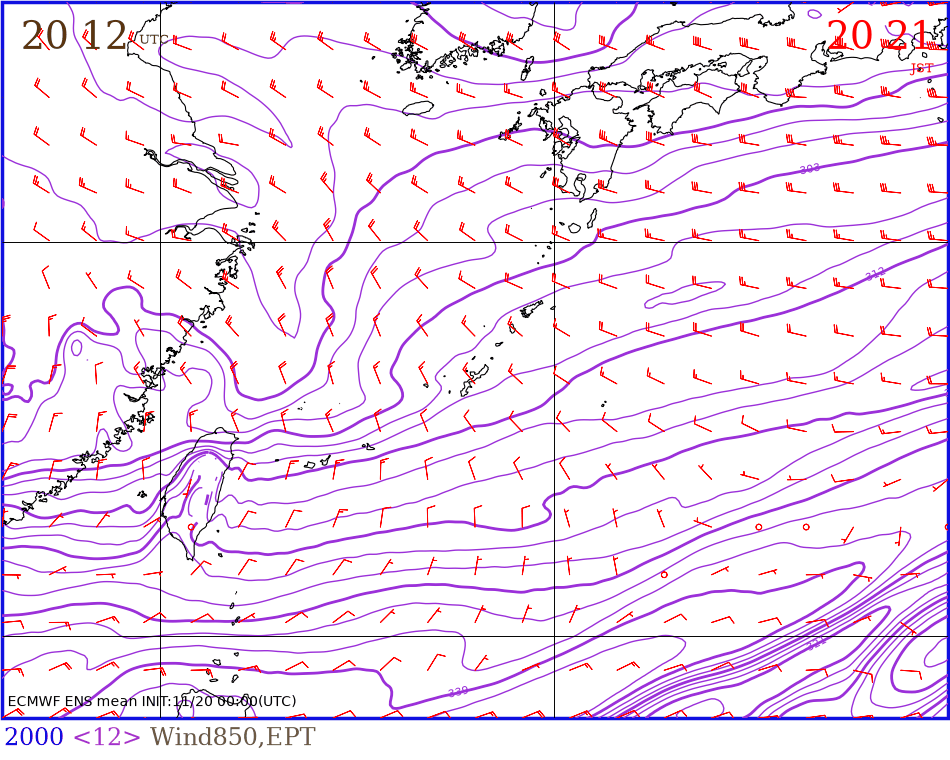 20 12 UTC 20 21
JST
303
312
321
330
ECMWF ENS mean INIT:11/20 00:00(UTC)
2000 <12> Wind850,EPT